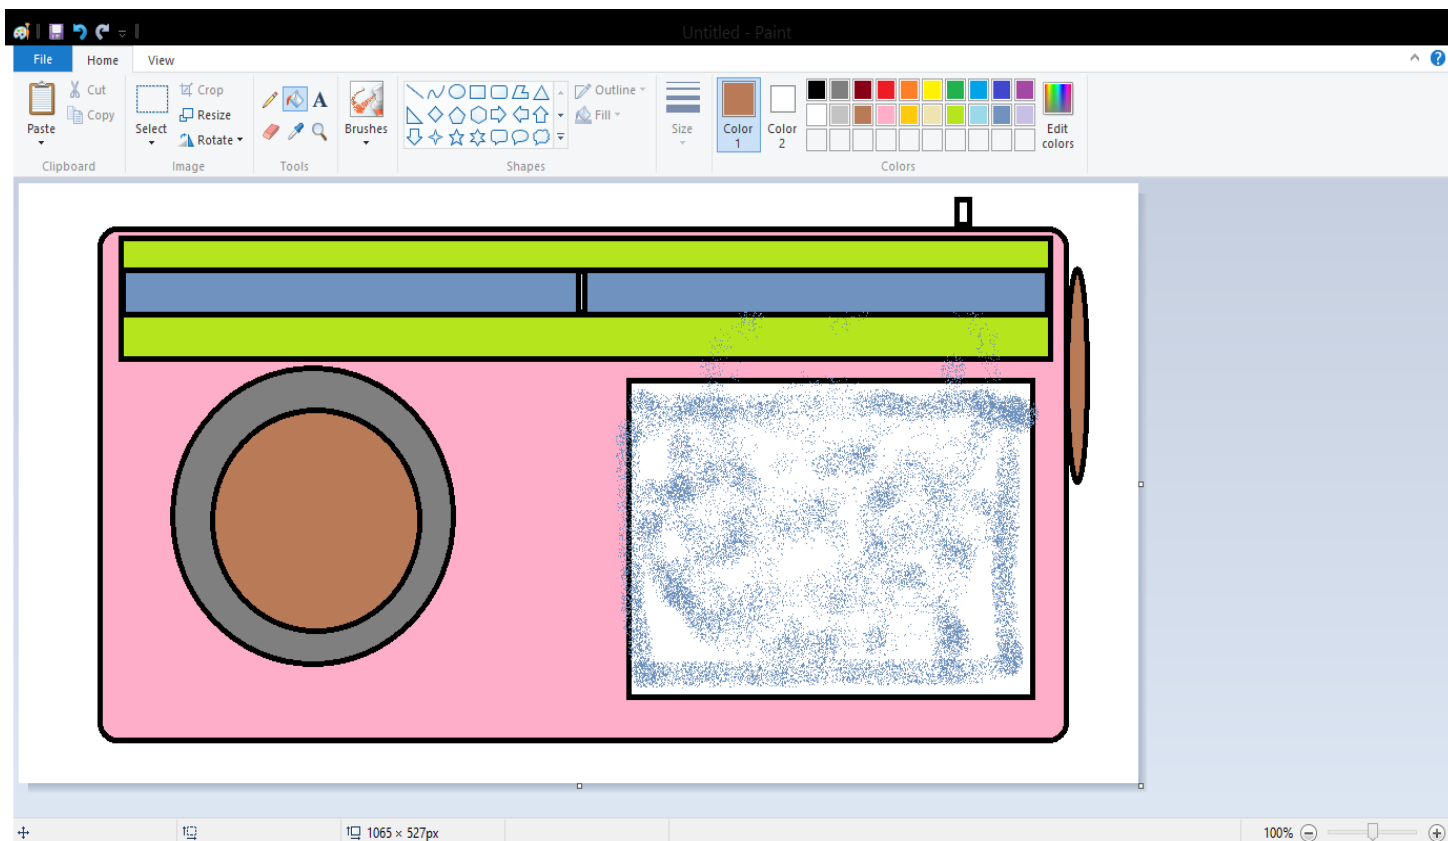 Untitled - Paint
File Home View
Cut
Copy
Paste
Clipboard
Crop
Resize
Rotate
Select
Image
A
Tools
Brushes
Outline
Fill
Shapes
Size
Color 1
Color 2
Edit colors
Colors
1065 × 527px
100%